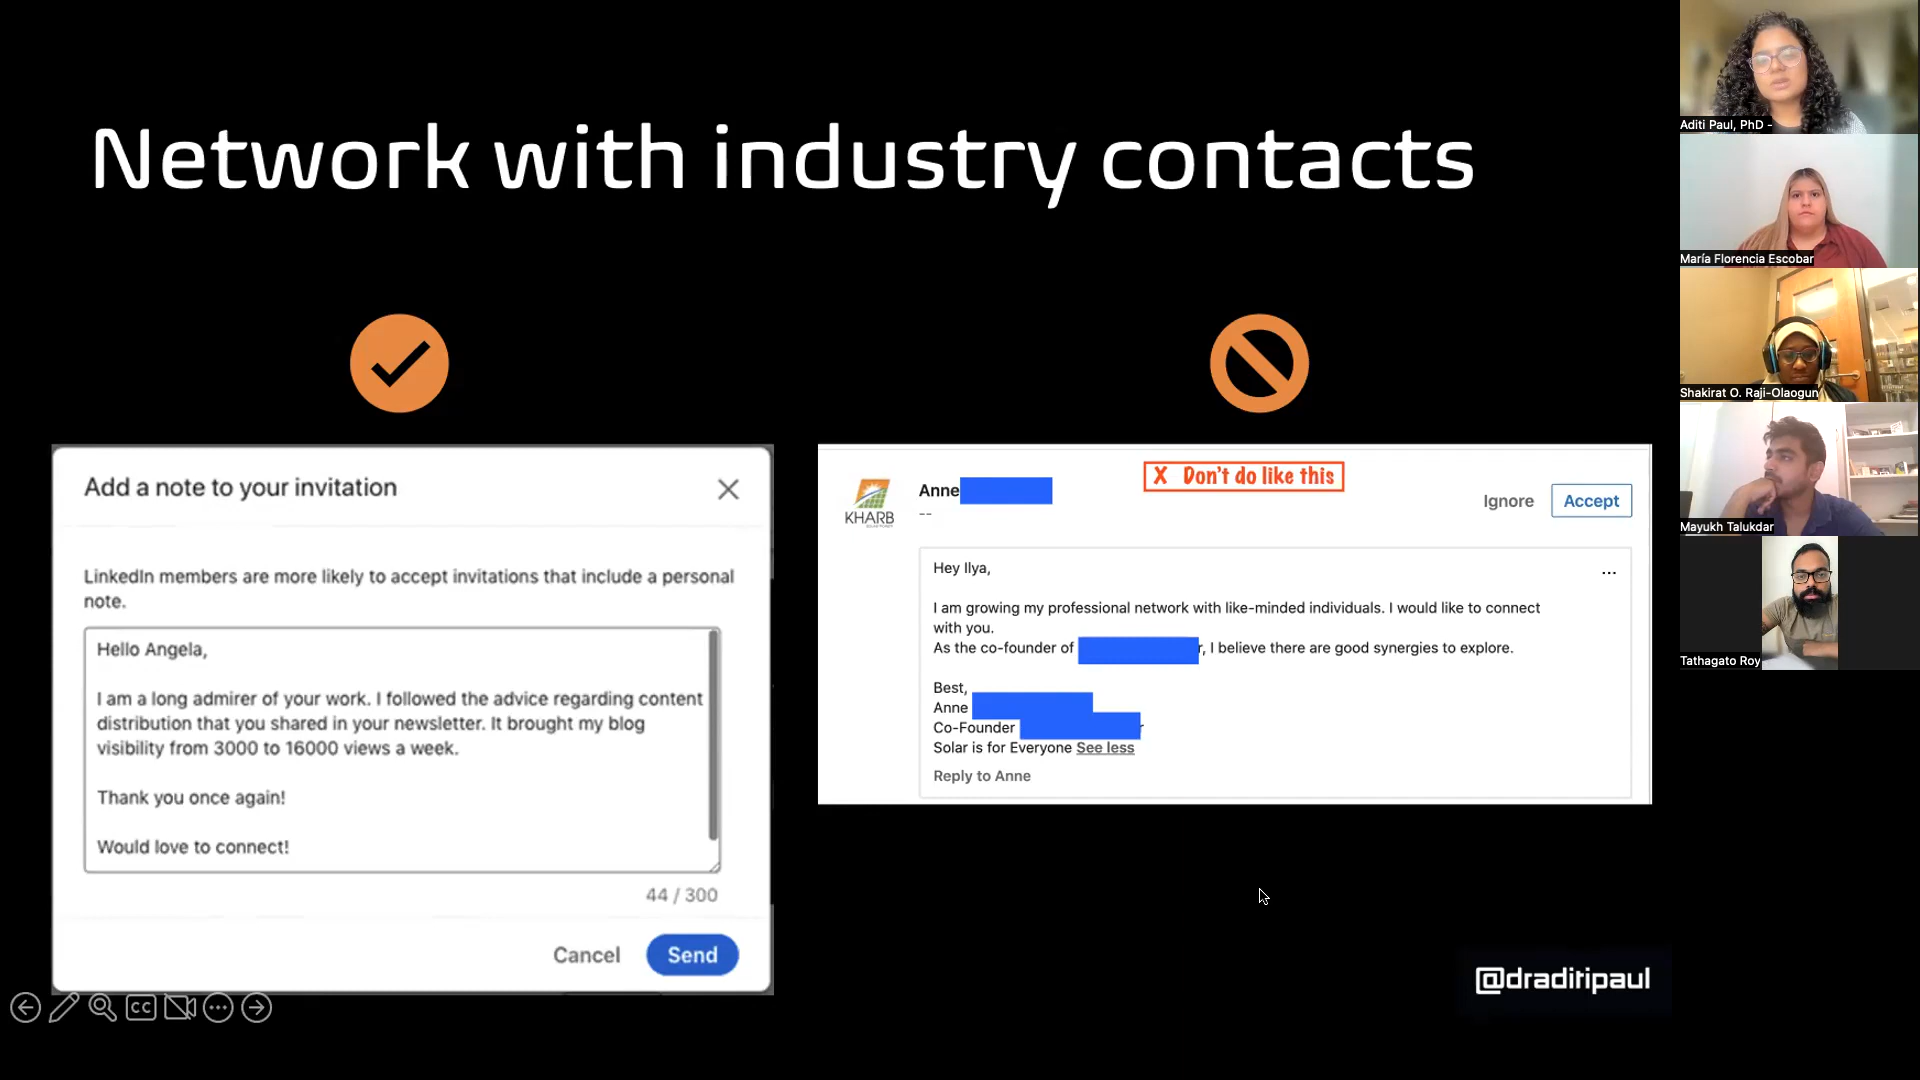 Network with industry contacts
Add a note to your invitation
LinkedIn members are more likely to accept invitations that include a personal
note.
Hello Angela,
I am a long admirer of your work. I followed the advice regarding content
distribution that you shared in your newsletter. It brought my blog
visibility from 3000 to 16000 views a week.
Thank you once again!
Would love to connect!
44 / 300
Cancel
Send
X Don't do like this
KHARB
Anne
--
Ignore
Accept
Hey Ilya,
I am growing my professional network with like-minded individuals. I would like to connect
with you.
As the co-founder of r, I believe there are good synergies to explore.
Best,
Anne
Co-Founder
Solar is for Everyone See less
Reply to Anne
@draditipaul
CC
Aditi Paul, PhD -
María Florencia Escobar
Shakirat O. Raji-Olaogun
Mayukh Talukdar
Tathagato Roy